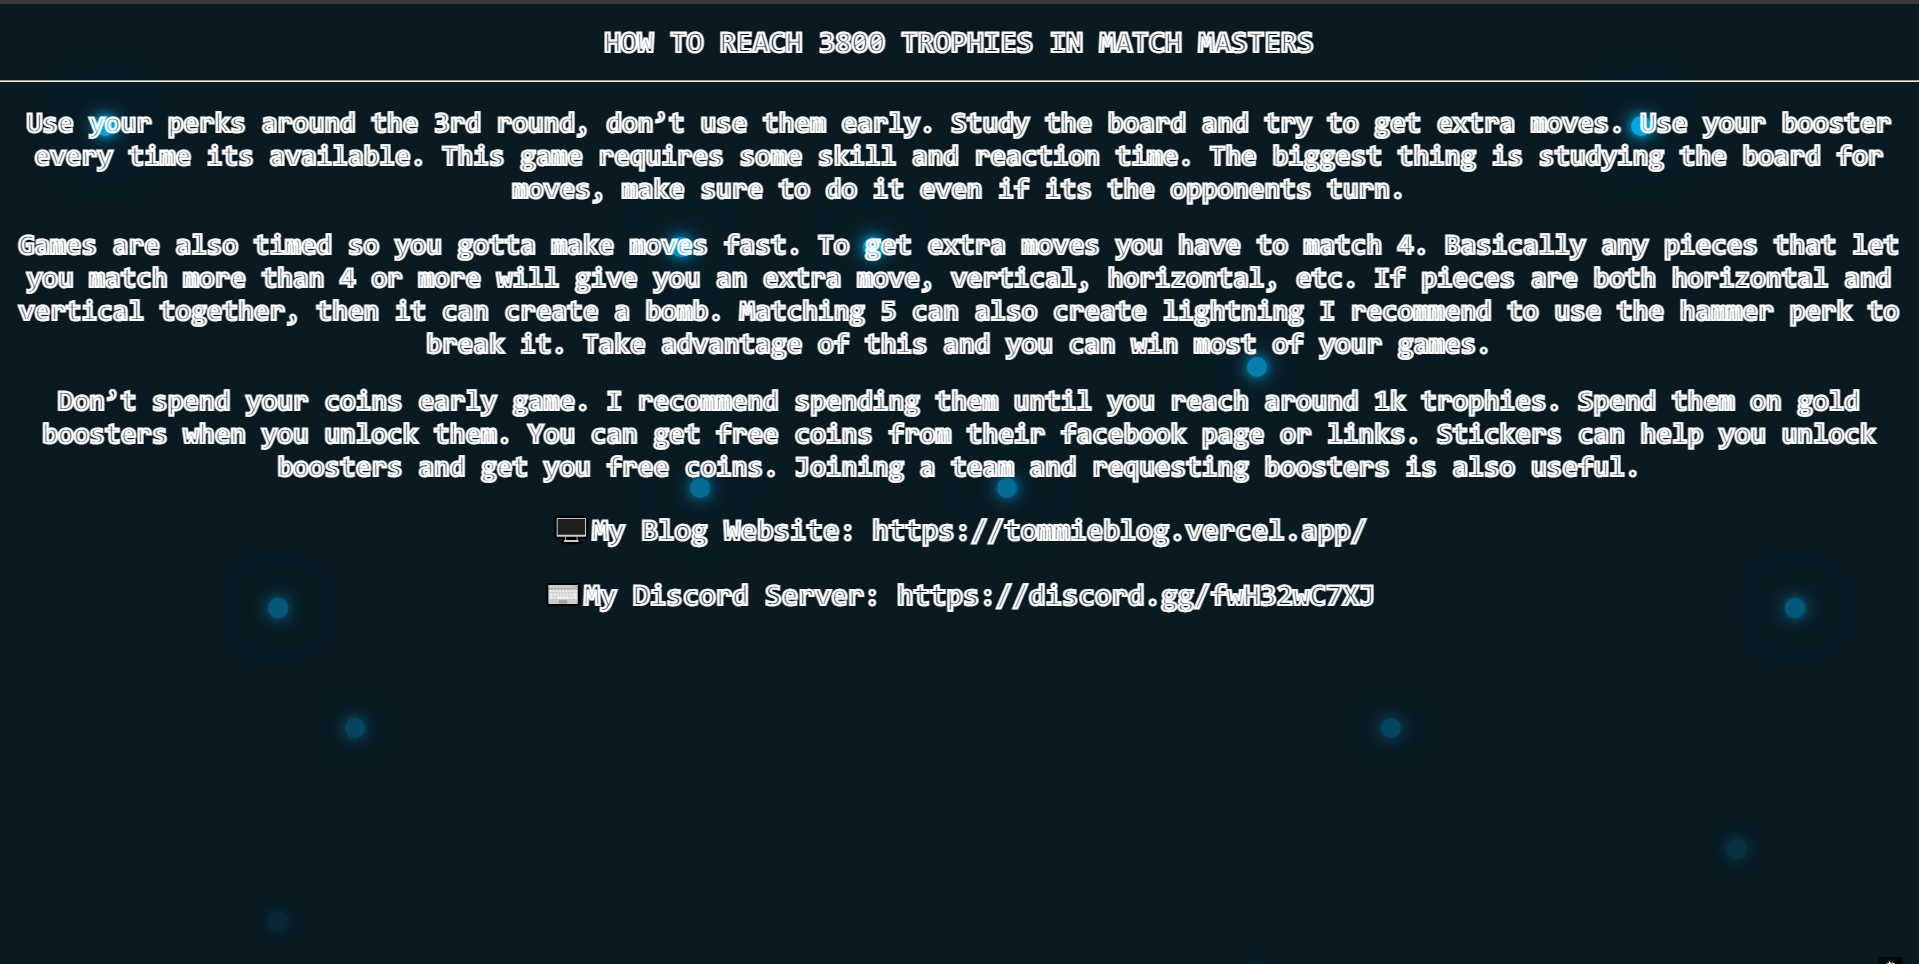 HOW TO REACH 3800 TROPHIES IN MATCH MASTERS
Use your perks around the 3rd round, don’t use them early. Study the board and try to get extra moves. Use your booster
every time its available. This game requires some skill and reaction time. The biggest thing is studying the board for
moves, make sure to do it even if its the opponents turn.
Games are also timed so you gotta make moves fast. To get extra moves you have to match 4. Basically any pieces that let
you match more than 4 or more will give you an extra move, vertical, horizontal, etc. If pieces are both horizontal and
vertical together, then it can create a bomb. Matching 5 can also create lightning I recommend to use the hammer perk to
break it. Take advantage of this and you can win most of your games.
Don’t spend your coins early game. I recommend spending them until you reach around 1k trophies. Spend them on gold
boosters when you unlock them. You can get free coins from their facebook page or links. Stickers can help you unlock
boosters and get you free coins. Joining a team and requesting boosters is also useful.
My Blog Website: https://tommieblog.vercel.app/
My Discord Server: https://discord.gg/fwH32wC7XJ